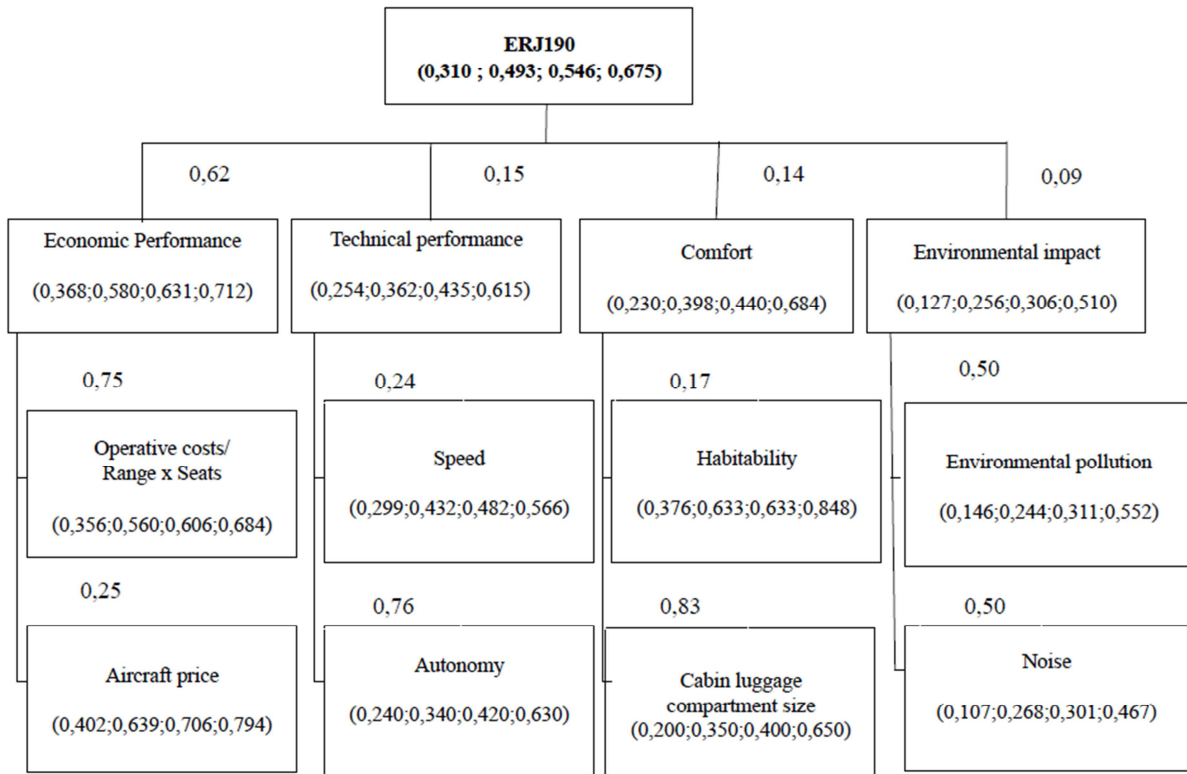 ERJ190
(0,310 ; 0,493; 0,546; 0,675)
0,62
0,15
0,14
0,09
Economic Performance
(0,368;0,580;0,631;0,712)
Technical performance
(0,254;0,362;0,435;0,615)
Comfort
(0,230;0,398;0,440;0,684)
Environmental impact
(0,127;0,256;0,306;0,510)
0,75
0,24
0,17
0,50
Operative costs/
Range x Seats
(0,356;0,560;0,606;0,684)
Speed
(0,299;0,432;0,482;0,566)
Habitability
(0,376;0,633;0,633;0,848)
Environmental pollution
(0,146;0,244;0,311;0,552)
0,25
0,76
0,83
0,50
Aircraft price
(0,402;0,639;0,706;0,794)
Autonomy
(0,240;0,340;0,420;0,630)
Cabin luggage
compartment size
(0,200;0,350;0,400;0,650)
Noise
(0,107;0,268;0,301;0,467)